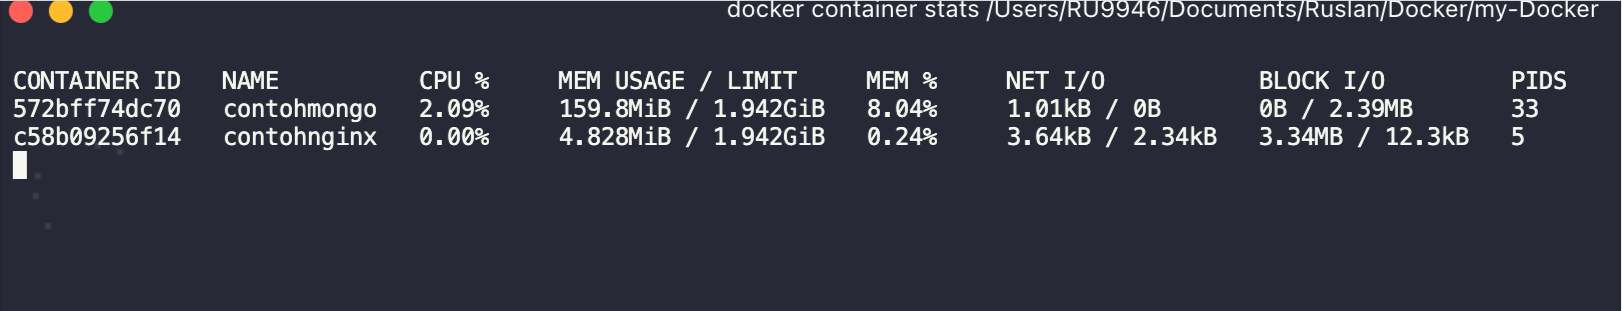 docker container stats /Users/RU9946/Documents/Ruslan/Docker/my-Docker
CONTAINER ID NAME CPU % MEM USAGE / LIMIT MEM % NET I/O BLOCK I/O PIDS
572bff74dc70 contohmongo 2.09% 159.8MiB / 1.942GiB 8.04% 1.01kB / 0B 0B / 2.39MB 33
c58b09256f14 contohnginx 0.00% 4.828MiB / 1.942GiB 0.24% 3.64kB / 2.34kB 3.34MB / 12.3kB 5